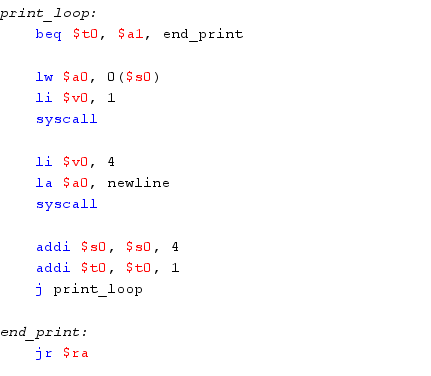 print_loop:
beq $t0, $a1, end_print
lw $a0, 0($s0)
li $v0, 1
syscall
li $v0, 4
la $a0, newline
syscall
addi $s0, $s0, 4
addi $t0, $t0, 1
j print_loop
end_print:
jr $ra